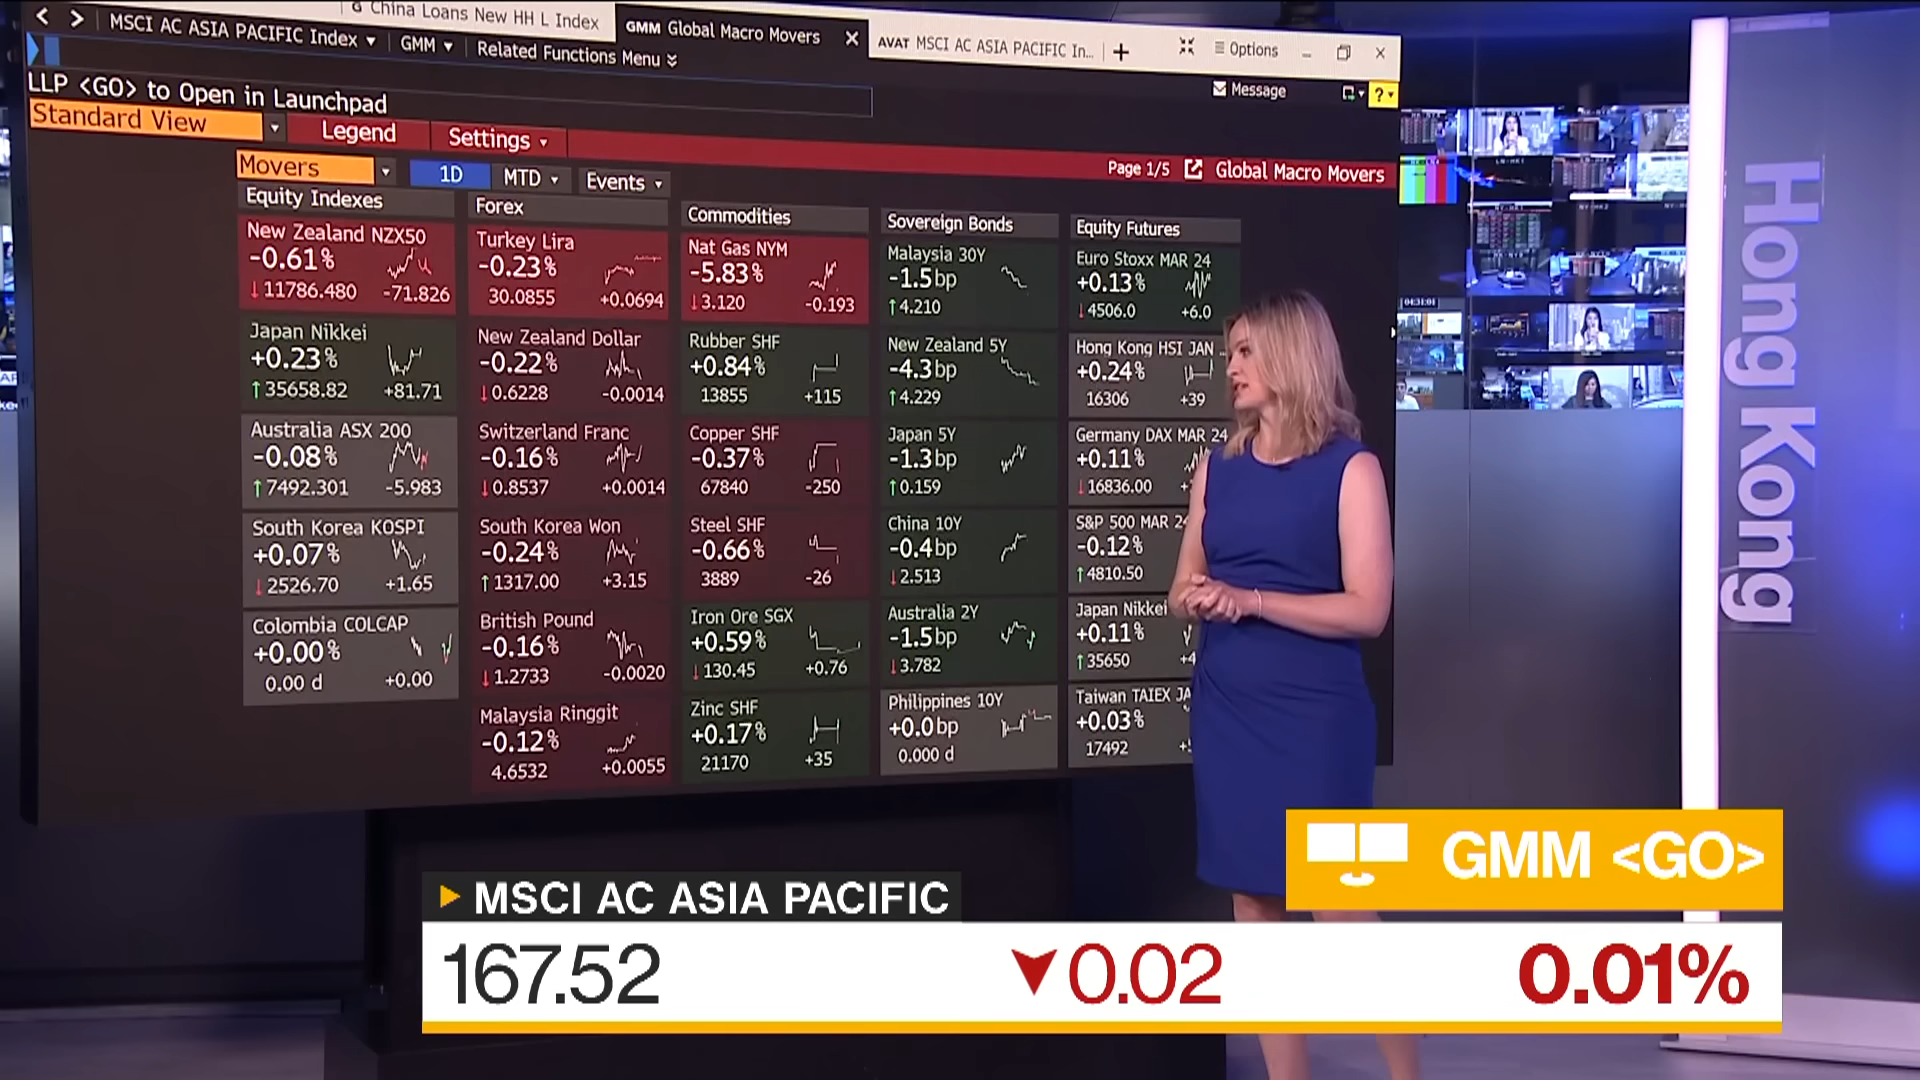 China Loans New HH L Index
GMM Global Macro Movers
AVAT MSCI AC ASIA PACIFIC In...
Options
MSCI AC ASIA PACIFIC Index
GMM
Related Functions Menu
Message
?
LLP <GO> to Open in Launchpad
Standard View
Legend
Settings
Page 1/5
Global Macro Movers
Movers
1D
MTD
Events
Equity Indexes
New Zealand NZX50
-0.61%
↓11786.480 -71.826
Japan Nikkei
+0.23%
↑35658.82 +81.71
Australia ASX 200
-0.08%
↑7492.301 -5.983
South Korea KOSPI
+0.07%
↓2526.70 +1.65
Colombia COLCAP
+0.00%
0.00 d +0.00
Forex
Turkey Lira
-0.23%
30.0855 +0.0694
New Zealand Dollar
-0.22%
↓0.6228 -0.0014
Switzerland Franc
-0.16%
↓0.8537 +0.0014
South Korea Won
-0.24%
↑1317.00 +3.15
British Pound
-0.16%
↓1.2733 -0.0020
Malaysia Ringgit
-0.12%
4.6532 +0.0055
Commodities
Nat Gas NYM
-5.83%
↓3.120 -0.193
Rubber SHF
+0.84%
13855 +115
Copper SHF
-0.37%
67840 -250
Steel SHF
-0.66%
3889 -26
Iron Ore SGX
+0.59%
↓130.45 +0.76
Zinc SHF
+0.17%
21170 +35
Sovereign Bonds
Malaysia 30Y
-1.5bp
↑4.210
New Zealand 5Y
-4.3bp
↑4.229
Japan 5Y
-1.3bp
↑0.159
China 10Y
-0.4bp
↓2.513
Australia 2Y
-1.5bp
↓3.782
Philippines 10Y
+0.0bp
0.000 d
Equity Futures
Euro Stoxx MAR 24
+0.13%
↓4506.0 +6.0
Hong Kong HSI JAN
+0.24%
16306 +39
Germany DAX MAR 24
+0.11%
↓16836.00
S&P 500 MAR 24
-0.12%
↑4810.50
Japan Nikkei
+0.11%
↑35650 +4
Taiwan TAIEX JA
+0.03%
17492
Hong Kong
GMM <GO>
MSCI AC ASIA PACIFIC
167.52 ▼0.02 0.01%